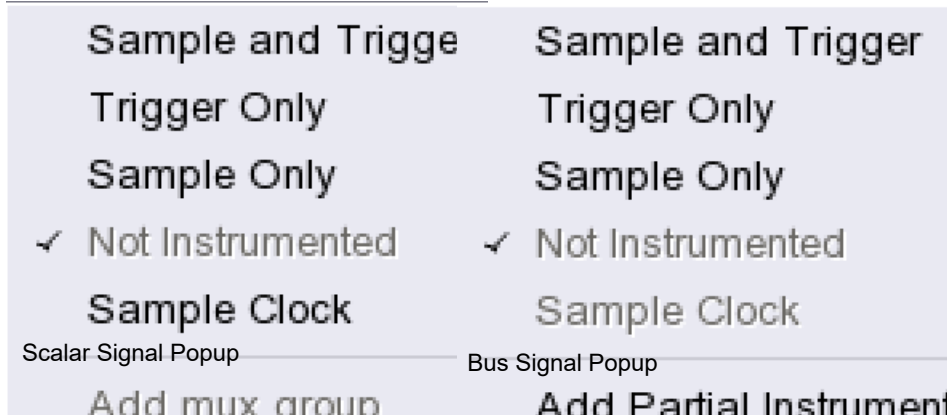 Sample and Trigge
Trigger Only
Sample Only
Not Instrumented
Sample Clock
Scalar Signal Popup
Add mux group
Sample and Trigger
Trigger Only
Sample Only
Not Instrumented
Sample Clock
Bus Signal Popup
Add Partial Instrument